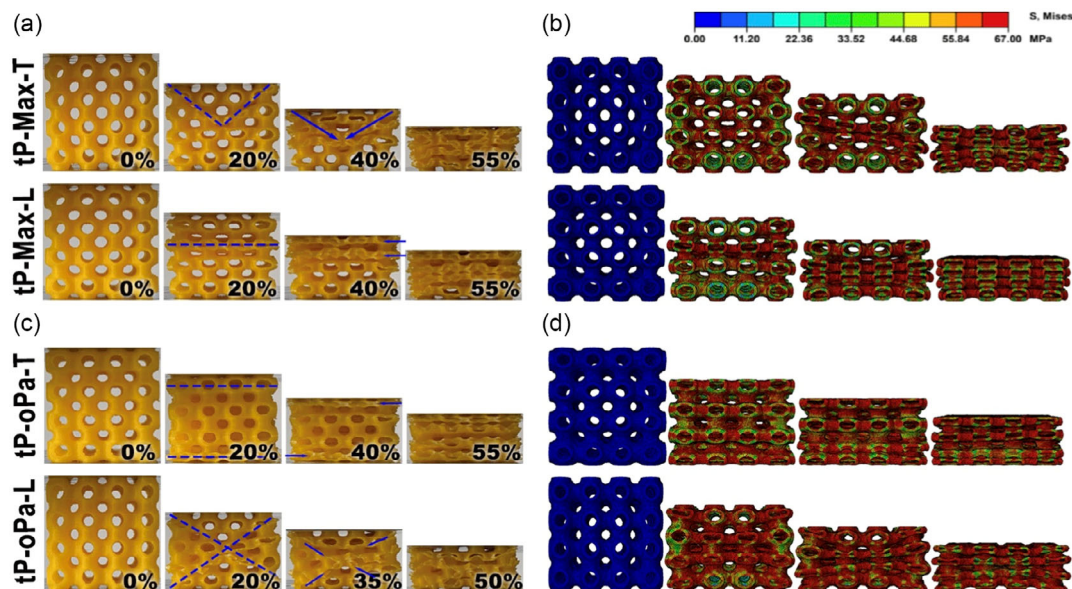 (a)
(b)
S, Mises
0.00 11.20 22.36 33.52 44.68 55.84 67.00 MPa
tP-Max-T
0% 20% 40% 55%
tP-Max-L
0% 20% 40% 55%
(c)
(d)
tP-oPa-T
0% 20% 40% 55%
tP-oPa-L
0% 20% 35% 50%